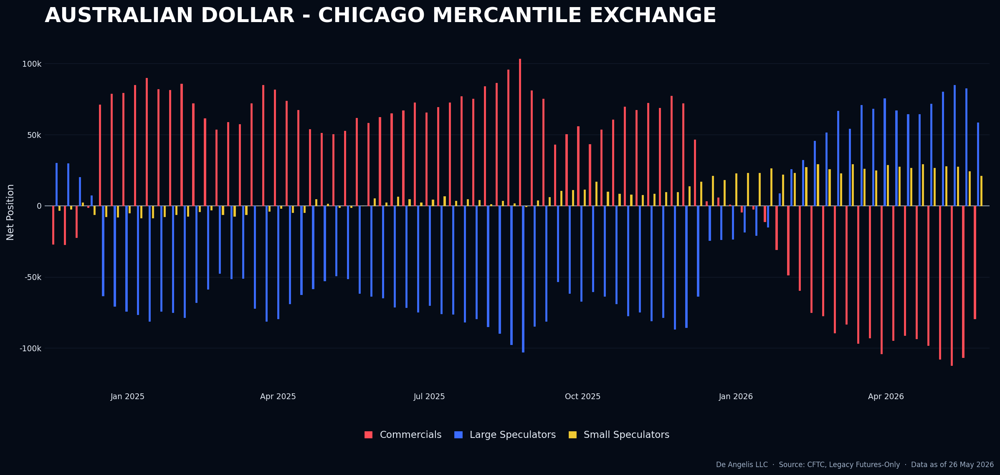 AUSTRALIAN DOLLAR - CHICAGO MERCANTILE EXCHANGE
Net Position
100k
50k
0
-50k
-100k
Jan 2025 Apr 2025 Jul 2025 Oct 2025 Jan 2026 Apr 2026
Commercials Large Speculators Small Speculators
De Angelis LLC · Source: CFTC, Legacy Futures-Only · Data as of 26 May 2026